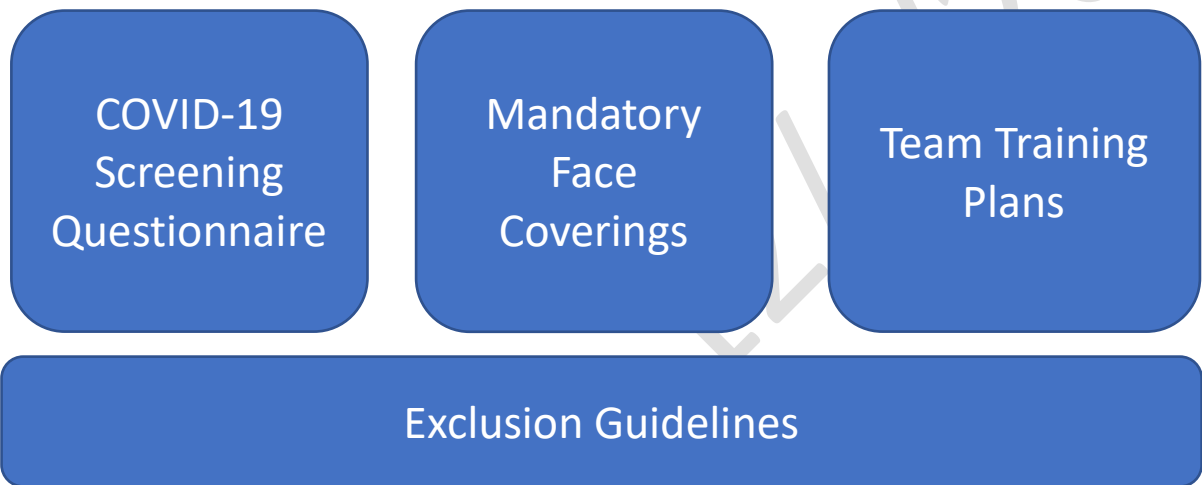 COVID-19
Screening
Questionnaire
Mandatory
Face
Coverings
Team Training
Plans
Exclusion Guidelines